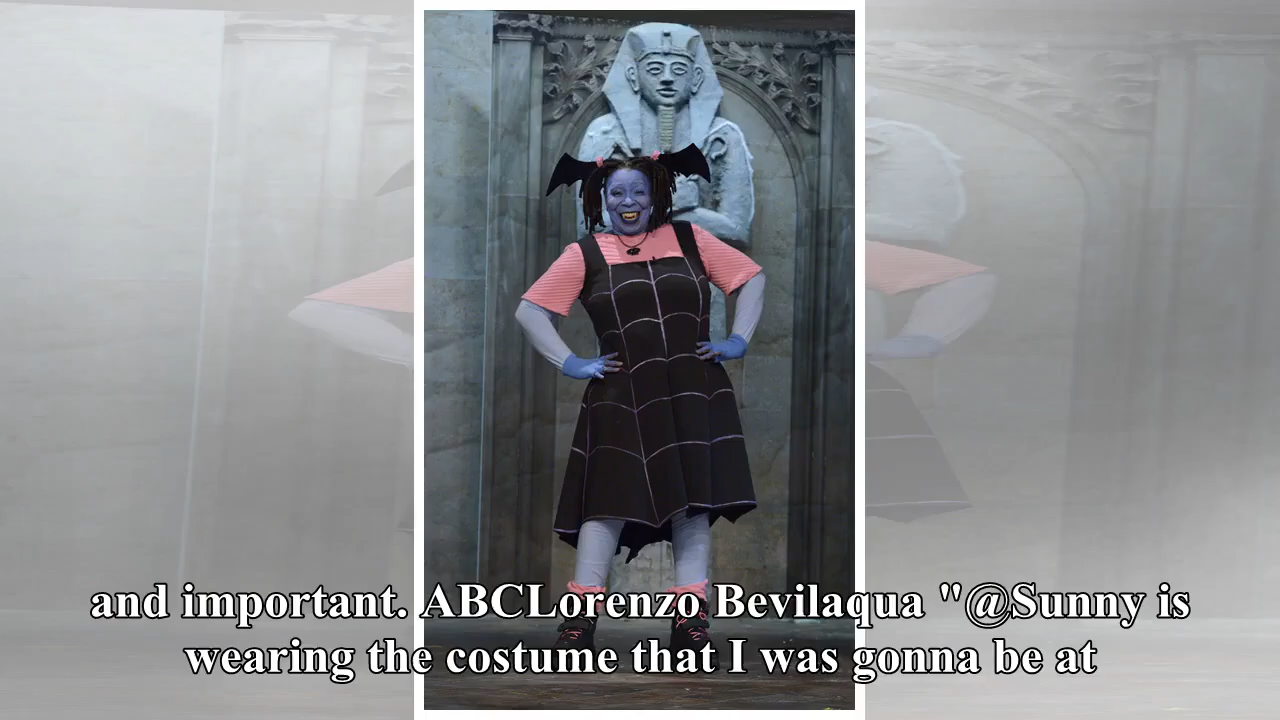 and important. ABCLorenzo Bevilaqua "@Sunny is
wearing the costume that I was gonna be at